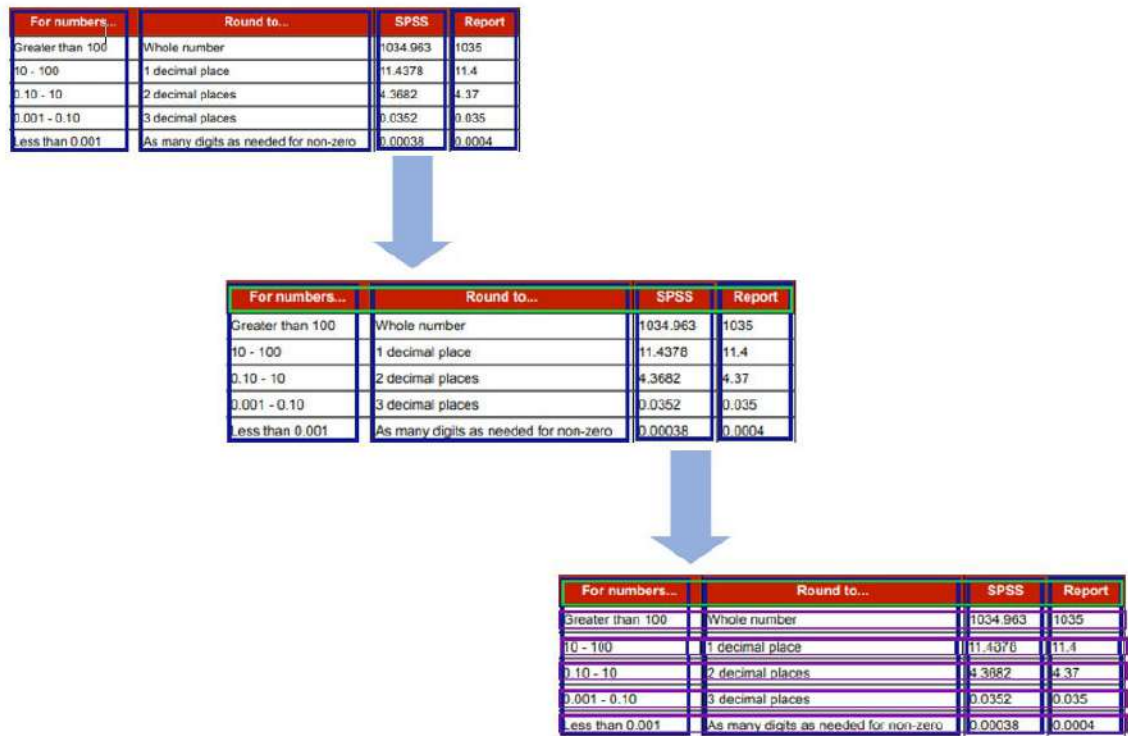 For numbers... Round to... SPSS Report
Greater than 100 Whole number 1034.963 1035
10 - 100 1 decimal place 11.4378 11.4
0.10 - 10 2 decimal places 4.3682 4.37
0.001 - 0.10 3 decimal places 0.0352 0.035
Less than 0.001 As many digits as needed for non-zero 0.00038 0.0004
For numbers... Round to... SPSS Report
Greater than 100 Whole number 1034.963 1035
10 - 100 1 decimal place 11.4378 11.4
0.10 - 10 2 decimal places 4.3682 4.37
0.001 - 0.10 3 decimal places 0.0352 0.035
Less than 0.001 As many digits as needed for non-zero 0.00038 0.0004
For numbers... Round to... SPSS Report
Greater than 100 Whole number 1034.963 1035
10 - 100 1 decimal place 11.4378 11.4
0.10 - 10 2 decimal places 4.3682 4.37
0.001 - 0.10 3 decimal places 0.0352 0.035
Less than 0.001 As many digits as needed for non-zero 0.00038 0.0004